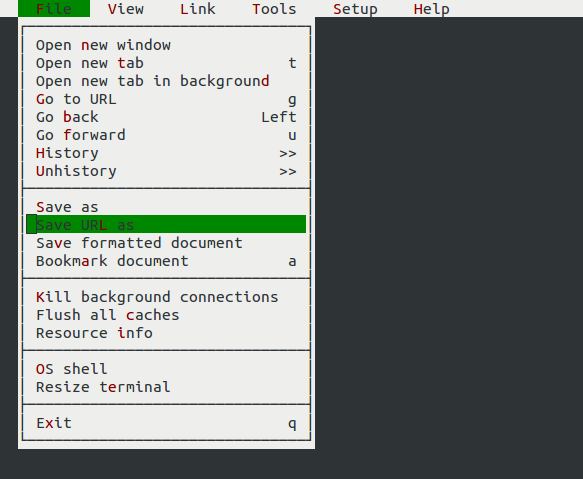 File View Link Tools Setup Help
Open new window
Open new tab t
Open new tab in background
Go to URL g
Go back Left
Go forward u
History >>
Unhistory >>
Save as
Save URL as
Save formatted document
Bookmark document a
Kill background connections
Flush all caches
Resource info
OS shell
Resize terminal
Exit q